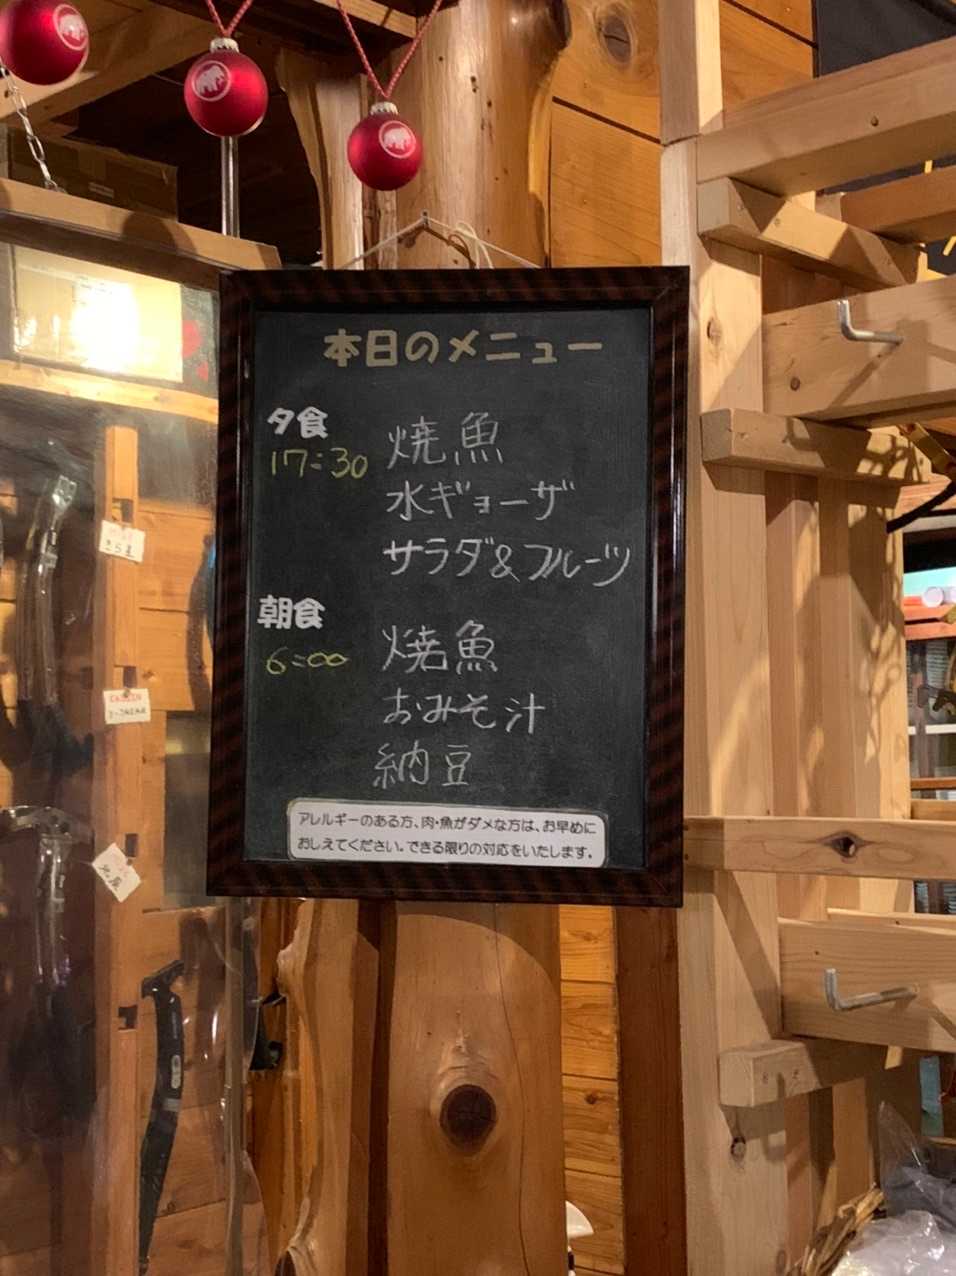 本日のメニュー
夕食
17:30
焼魚
水ギョーザ
サラダ&フルーツ
朝食
6:00
焼魚
おみそ汁
納豆
アレルギーのある方、肉・魚がダメな方は、お早めに
おしえてください。できる限りの対応をいたします。